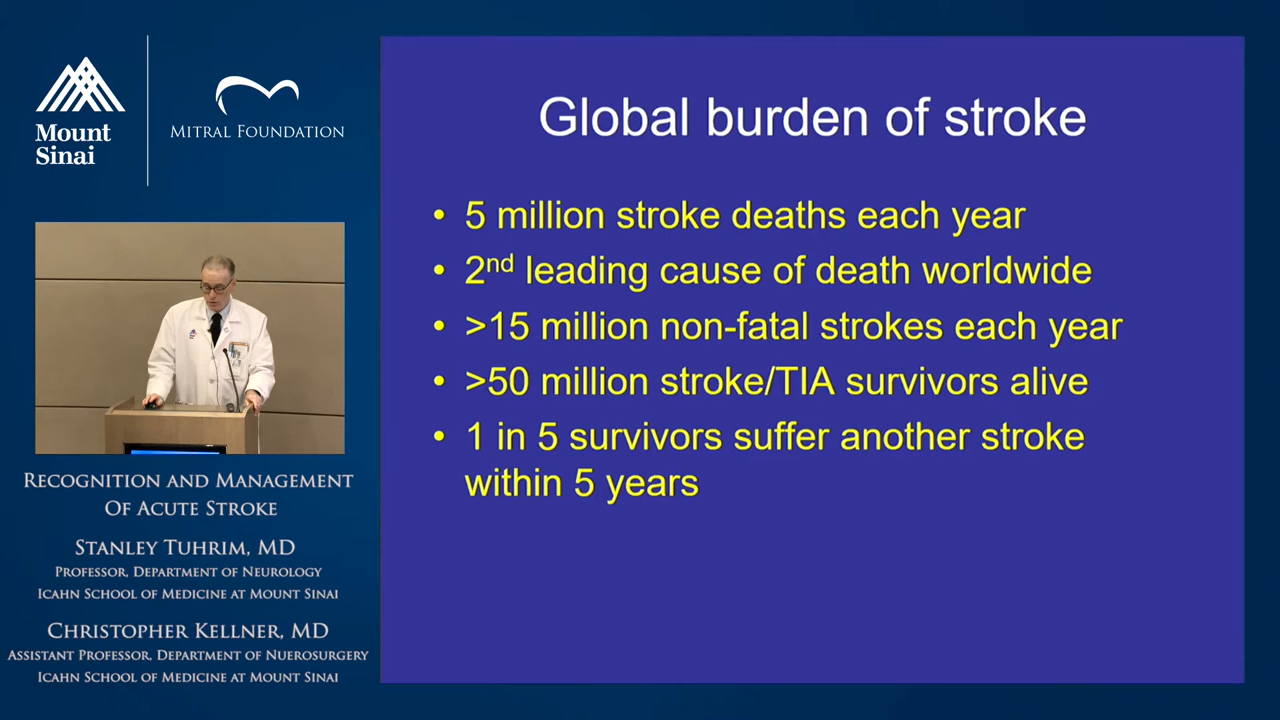 Mount
Sinai
MITRAL FOUNDATION
RECOGNITION AND MANAGEMENT
OF ACUTE STROKE
STANLEY TUHRIM, MD
PROFESSOR, DEPARTMENT OF NEUROLOGY
ICAHN SCHOOL OF MEDICINE AT MOUNT SINAI
CHRISTOPHER KELLNER, MD
ASSISTANT PROFESSOR, DEPARTMENT OF NUEROSURGERY
ICAHN SCHOOL OF MEDICINE AT MOUNT SINAI
Global burden of stroke
• 5 million stroke deaths each year
• 2nd leading cause of death worldwide
• >15 million non-fatal strokes each year
• >50 million stroke/TIA survivors alive
• 1 in 5 survivors suffer another stroke
within 5 years